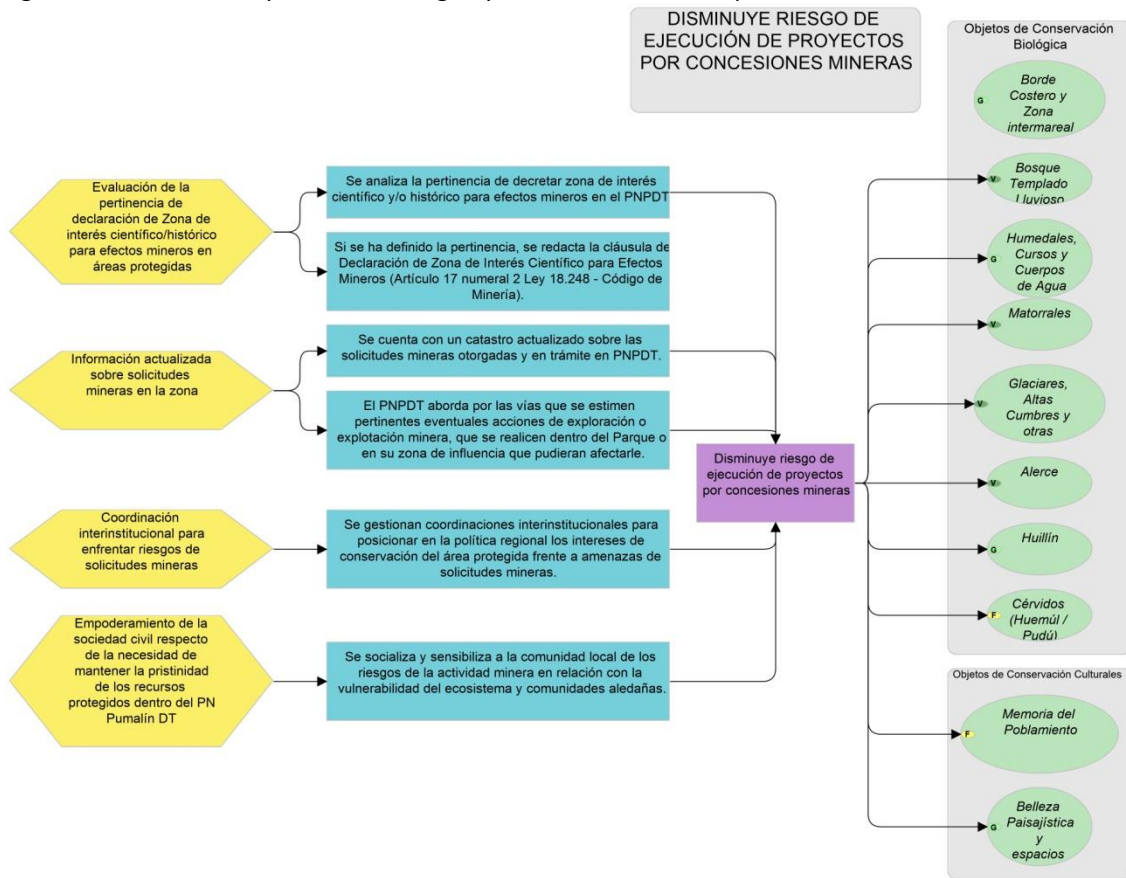 DISMINUYE RIESGO DE
EJECUCIÓN DE PROYECTOS
POR CONCESIONES MINERAS
Evaluación de la
pertinencia de
declaración de Zona de
interés científico/histórico
para efectos mineros en
áreas protegidas
Información actualizada
sobre solicitudes
mineras en la zona
Coordinación
interinstitucional para
enfrentar riesgos de
solicitudes mineras
Empoderamiento de la
sociedad civil respecto
de la necesidad de
mantener la pristinidad
de los recursos
protegidos dentro del PN
Pumalín DT
Se analiza la pertinencia de decretar zona de interés
científico y/o histórico para efectos mineros en el PNPDT
Si se ha definido la pertinencia, se redacta la cláusula de
Declaración de Zona de Interés Científico para Efectos
Mineros (Artículo 17 numeral 2 Ley 18.248 - Código de
Minería).
Se cuenta con un catastro actualizado sobre las
solicitudes mineras otorgadas y en trámite en PNPDT.
El PNPDT aborda por las vías que se estimen
pertinentes eventuales acciones de exploración o
explotación minera, que se realicen dentro del Parque o
en su zona de influencia que pudieran afectarle.
Se gestionan coordinaciones interinstitucionales para
posicionar en la política regional los intereses de
conservación del área protegida frente a amenazas de
solicitudes mineras.
Se socializa y sensibiliza a la comunidad local de los
riesgos de la actividad minera en relación con la
vulnerabilidad del ecosistema y comunidades aledañas.
Disminuye riesgo de
ejecución de proyectos
por concesiones mineras
Objetos de Conservación
Biológica
Borde
Costero y
G Zona
intermareal
Bosque
V Templado
Lluvioso
Humedales,
Cursos y
G Cuerpos
de Agua
V Matorrales
Glaciares,
Altas
V Cumbres y
otras
V Alerce
G Huillín
Cérvidos
F (Huemúl /
Pudú)
Objetos de Conservación Culturales
Memoria del
F Poblamiento
Belleza
Paisajística
G y
espacios